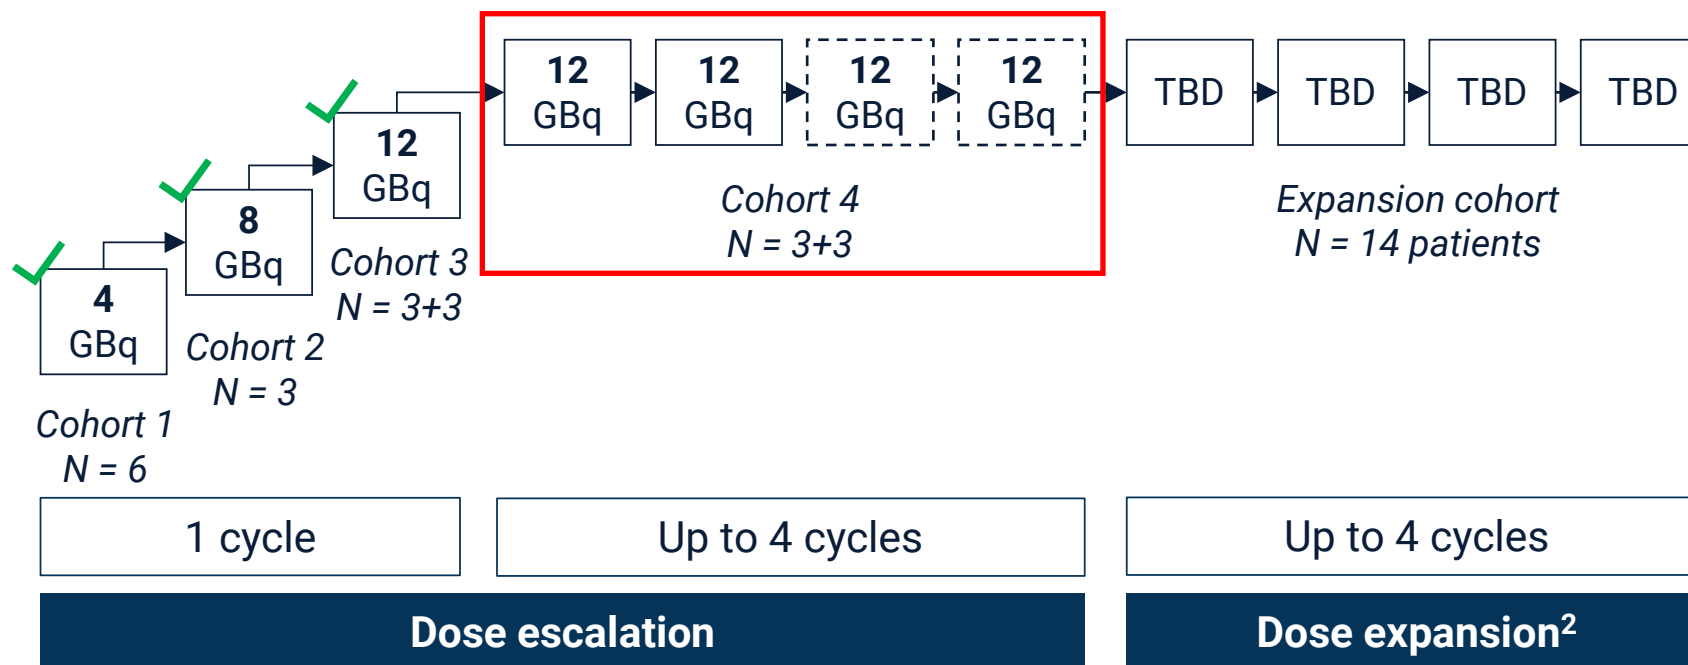 4
GBq
Cohort 1
N = 6
8
GBq
Cohort 2
N = 3
12
GBq
Cohort 3
N = 3+3
12
GBq
12
GBq
12
GBq
12
GBq
Cohort 4
N = 3+3
TBD
TBD
TBD
TBD
Expansion cohort
N = 14 patients
1 cycle
Up to 4 cycles
Up to 4 cycles
Dose escalation
Dose expansion²